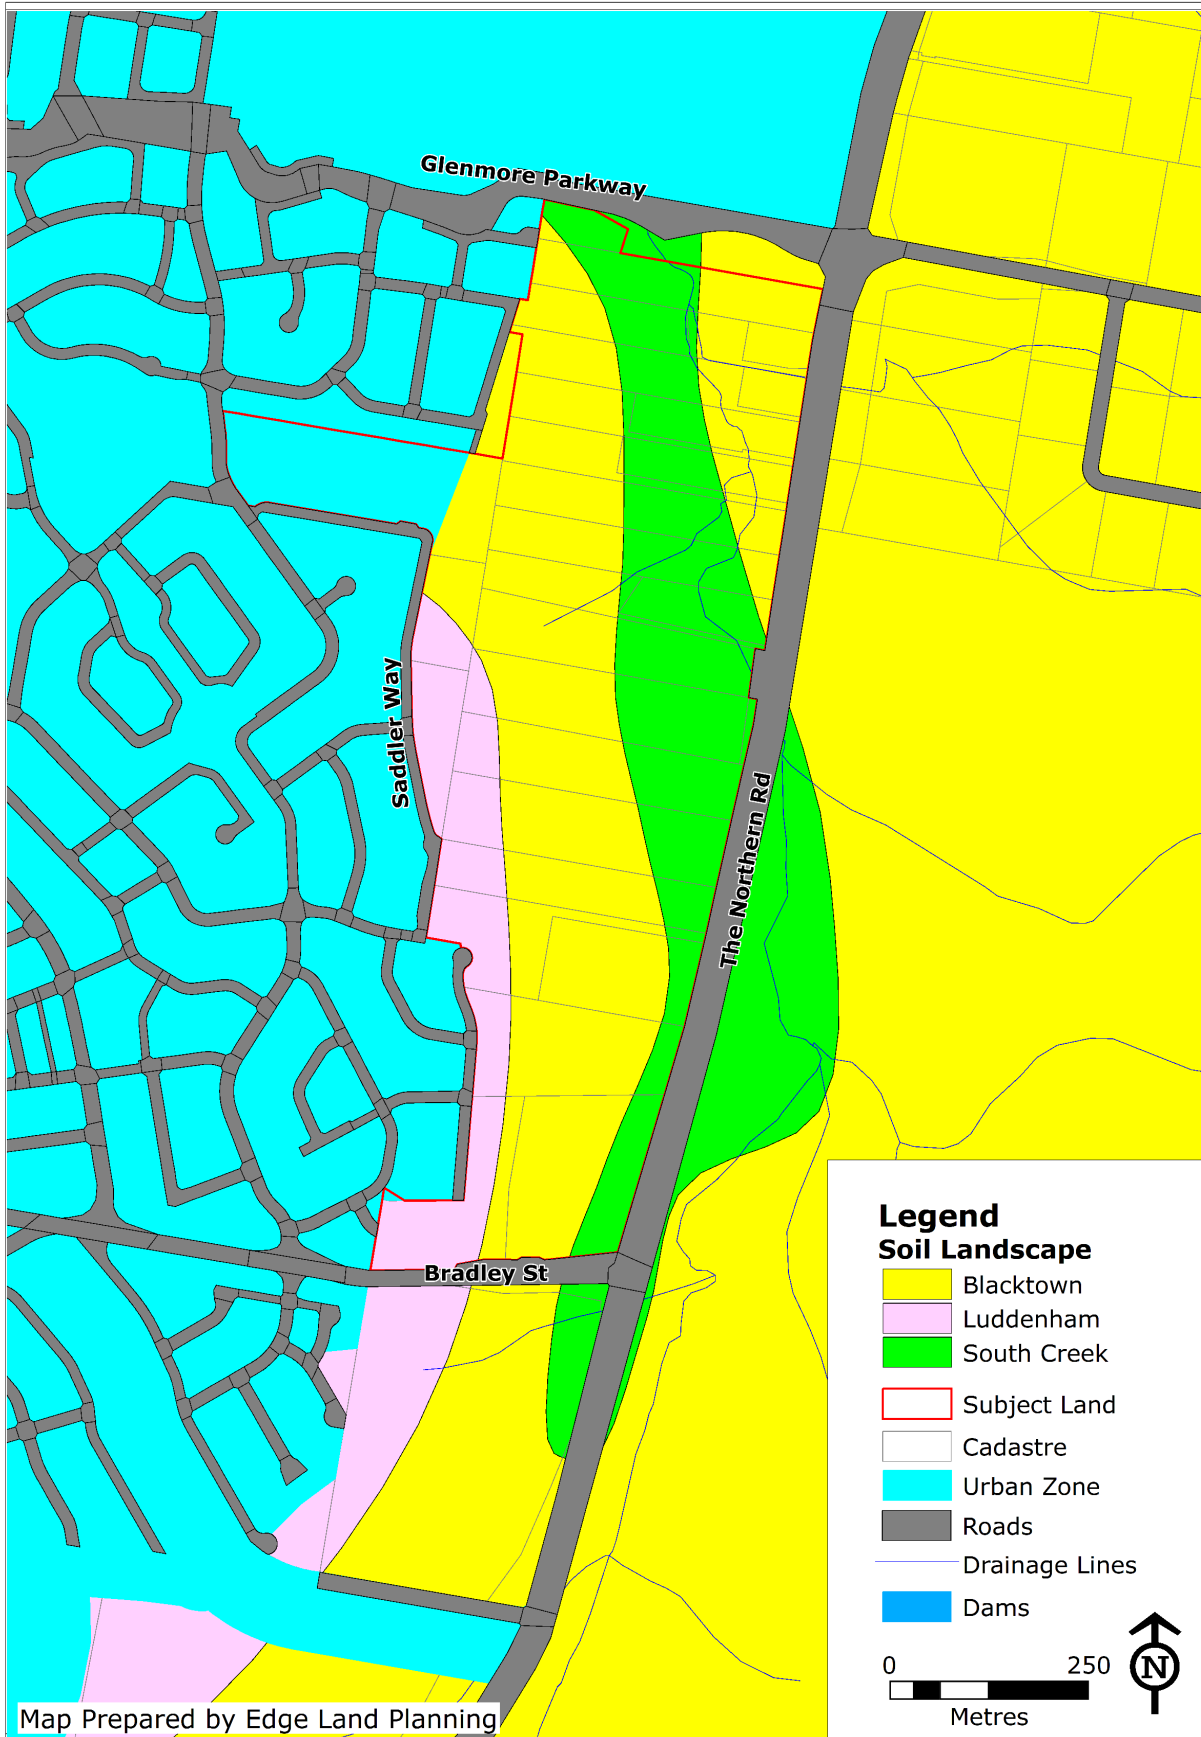 Glenmore Parkway
Saddler Way
The Northern Rd
Bradley St
Legend
Soil Landscape
Blacktown
Luddenham
South Creek
Subject Land
Cadastre
Urban Zone
Roads
Drainage Lines
Dams
0 250
Metres
N
Map Prepared by Edge Land Planning